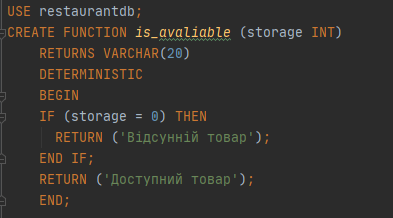 USE restaurantdb;
CREATE FUNCTION is_avaliable (storage INT)
RETURNS VARCHAR(20)
DETERMINISTIC
BEGIN
IF (storage = 0) THEN
RETURN ('Відсунній товар');
END IF;
RETURN ('Доступний товар');
END;